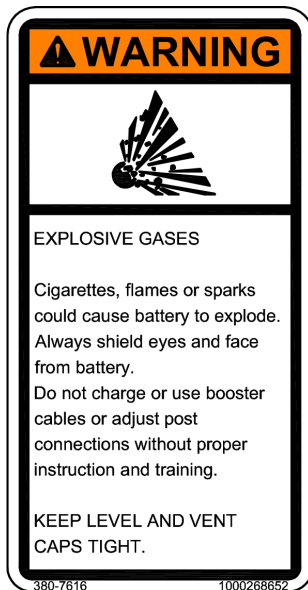 WARNING
EXPLOSIVE GASES
Cigarettes, flames or sparks
could cause battery to explode.
Always shield eyes and face
from battery.
Do not charge or use booster
cables or adjust post
connections without proper
instruction and training.
KEEP LEVEL AND VENT
CAPS TIGHT.
380-7616 1000268652